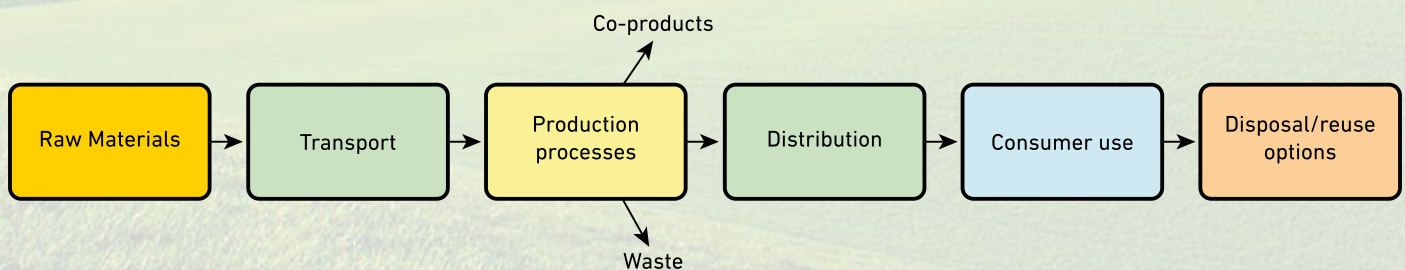 Co-products
Raw Materials
Transport
Production
processes
Distribution
Consumer use
Disposal/reuse
options
Waste